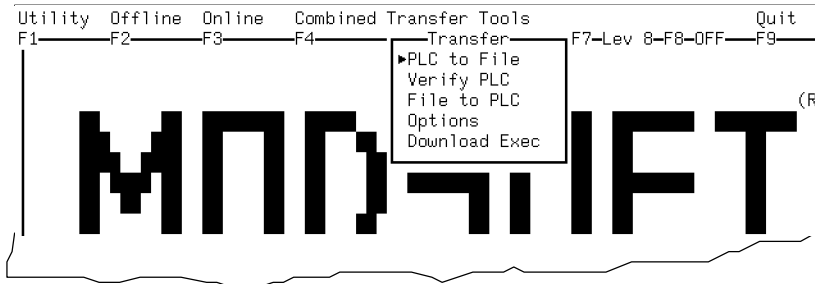 Utility Offline Online Combined Transfer Tools Quit
F1 F2 F3 F4 Transfer F7-Lev 8-F8-OFF F9
▶PLC to File
Verify PLC
File to PLC
Options
Download Exec